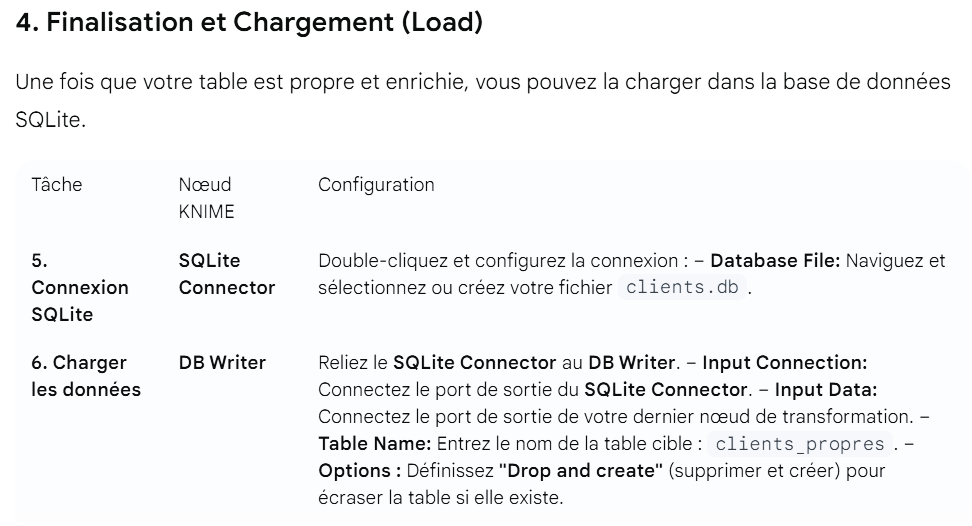 4. Finalisation et Chargement (Load)
Une fois que votre table est propre et enrichie, vous pouvez la charger dans la base de données
SQLite.
Tâche
Nœud
KNIME
Configuration
5.
Connexion
SQLite
SQLite
Connector
Double-cliquez et configurez la connexion : – Database File: Naviguez et
sélectionnez ou créez votre fichier clients.db .
6. Charger
les données
DB Writer
Reliez le SQLite Connector au DB Writer. – Input Connection:
Connectez le port de sortie du SQLite Connector. – Input Data:
Connectez le port de sortie de votre dernier nœud de transformation. –
Table Name: Entrez le nom de la table cible : clients_propres . –
Options : Définissez "Drop and create" (supprimer et créer) pour
écraser la table si elle existe.